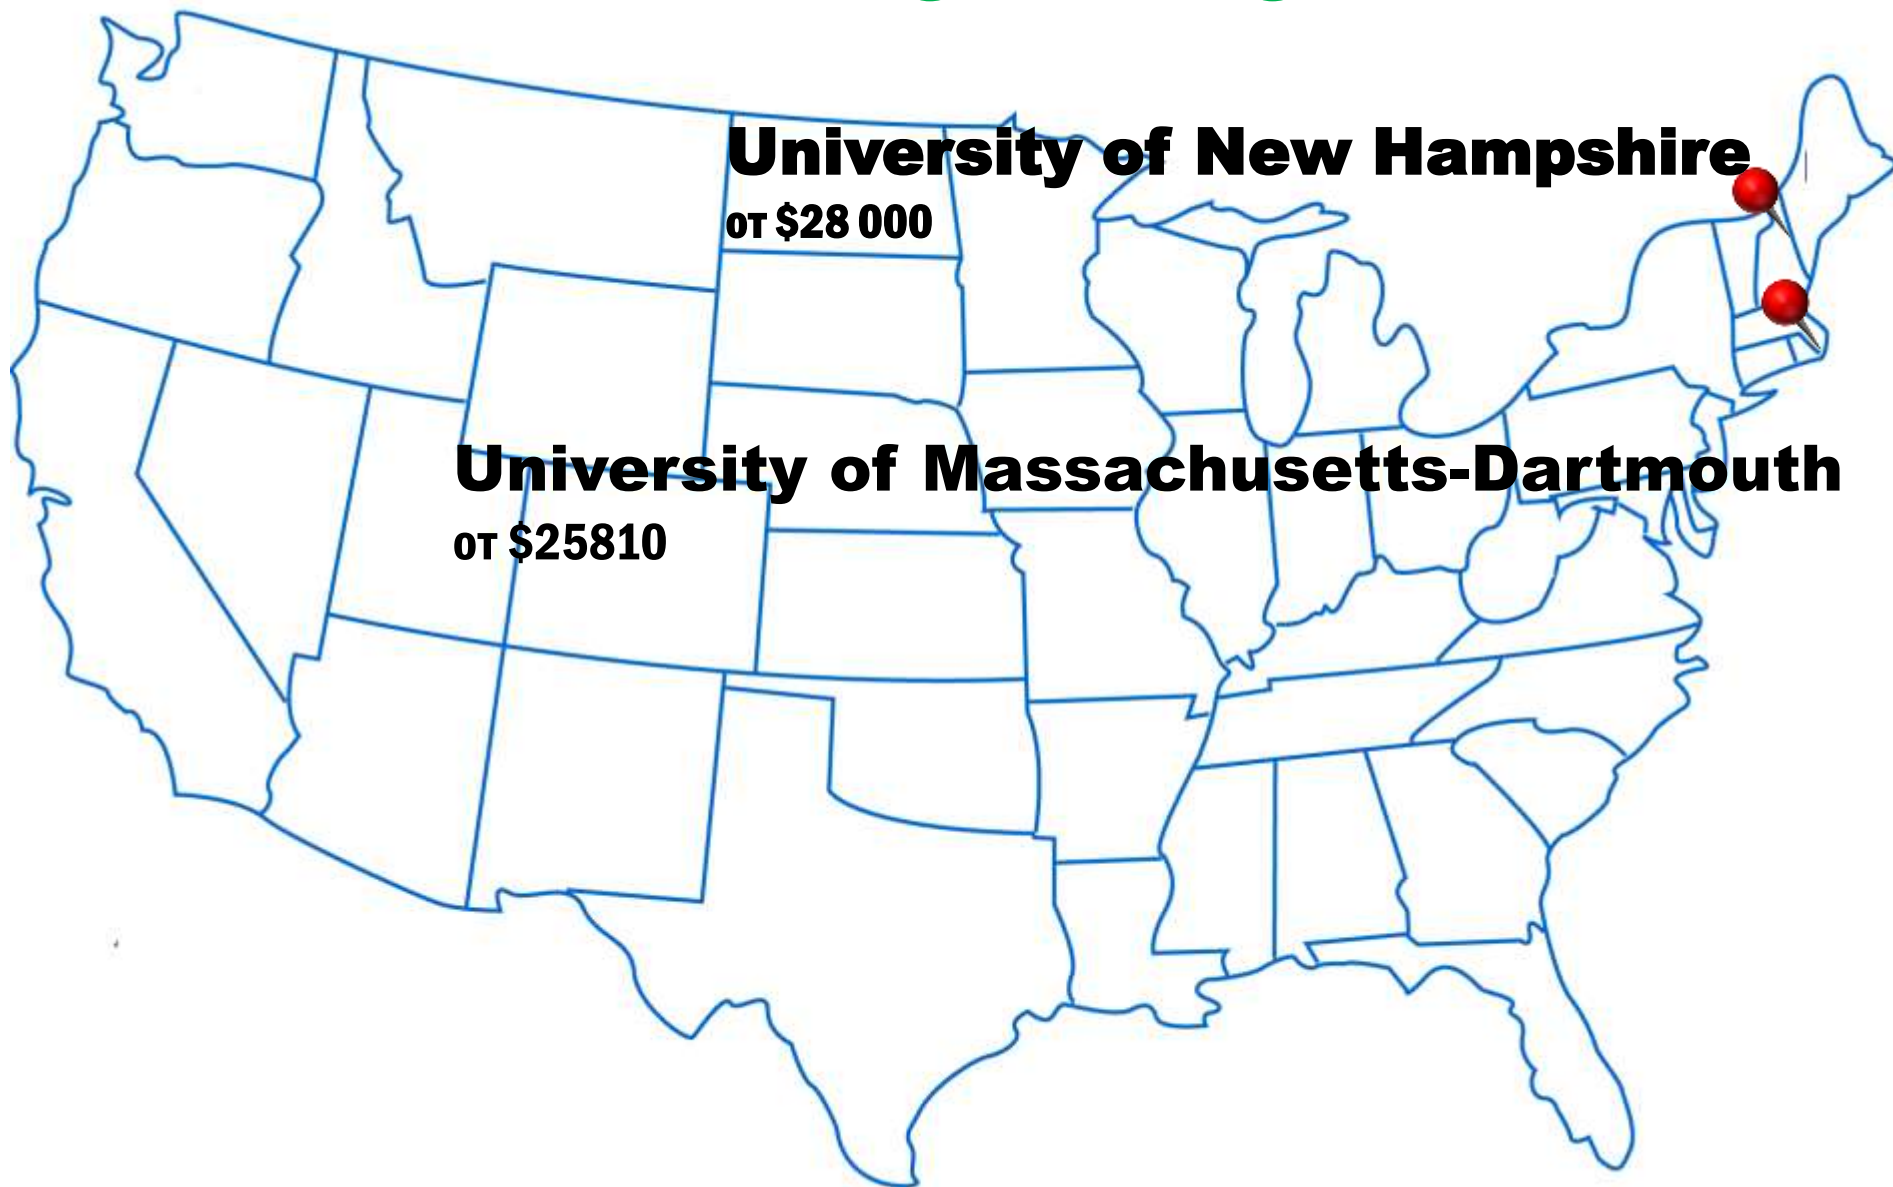 University of New Hampshire
от $28 000
University of Massachusetts-Dartmouth
от $25810